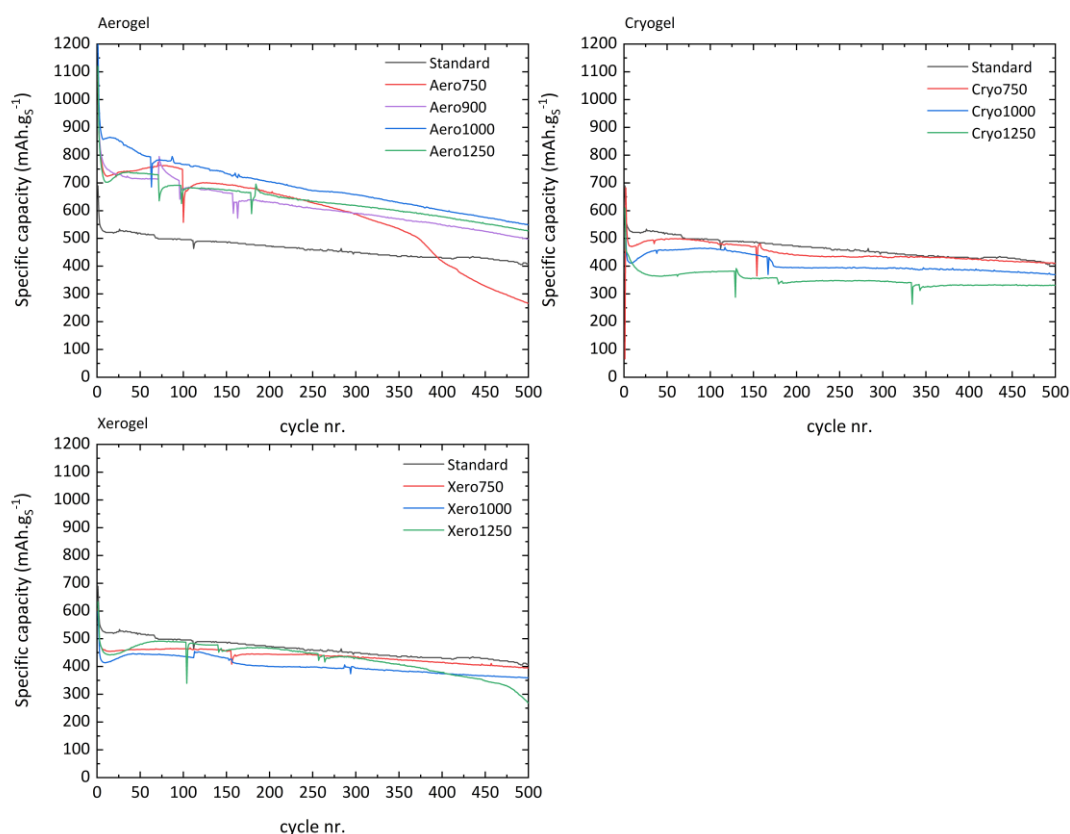 Aerogel
Specific capacity (mAh.gS-1)
1200
1100
1000
900
800
700
600
500
400
300
200
100
0
Standard
Aero750
Aero900
Aero1000
Aero1250
0 50 100 150 200 250 300 350 400 450 500
cycle nr.
Cryogel
Specific capacity (mAh.gS-1)
1200
1100
1000
900
800
700
600
500
400
300
200
100
0
Standard
Cryo750
Cryo1000
Cryo1250
0 50 100 150 200 250 300 350 400 450 500
cycle nr.
Xerogel
Specific capacity (mAh.gS-1)
1200
1100
1000
900
800
700
600
500
400
300
200
100
0
Standard
Xero750
Xero1000
Xero1250
0 50 100 150 200 250 300 350 400 450 500
cycle nr.